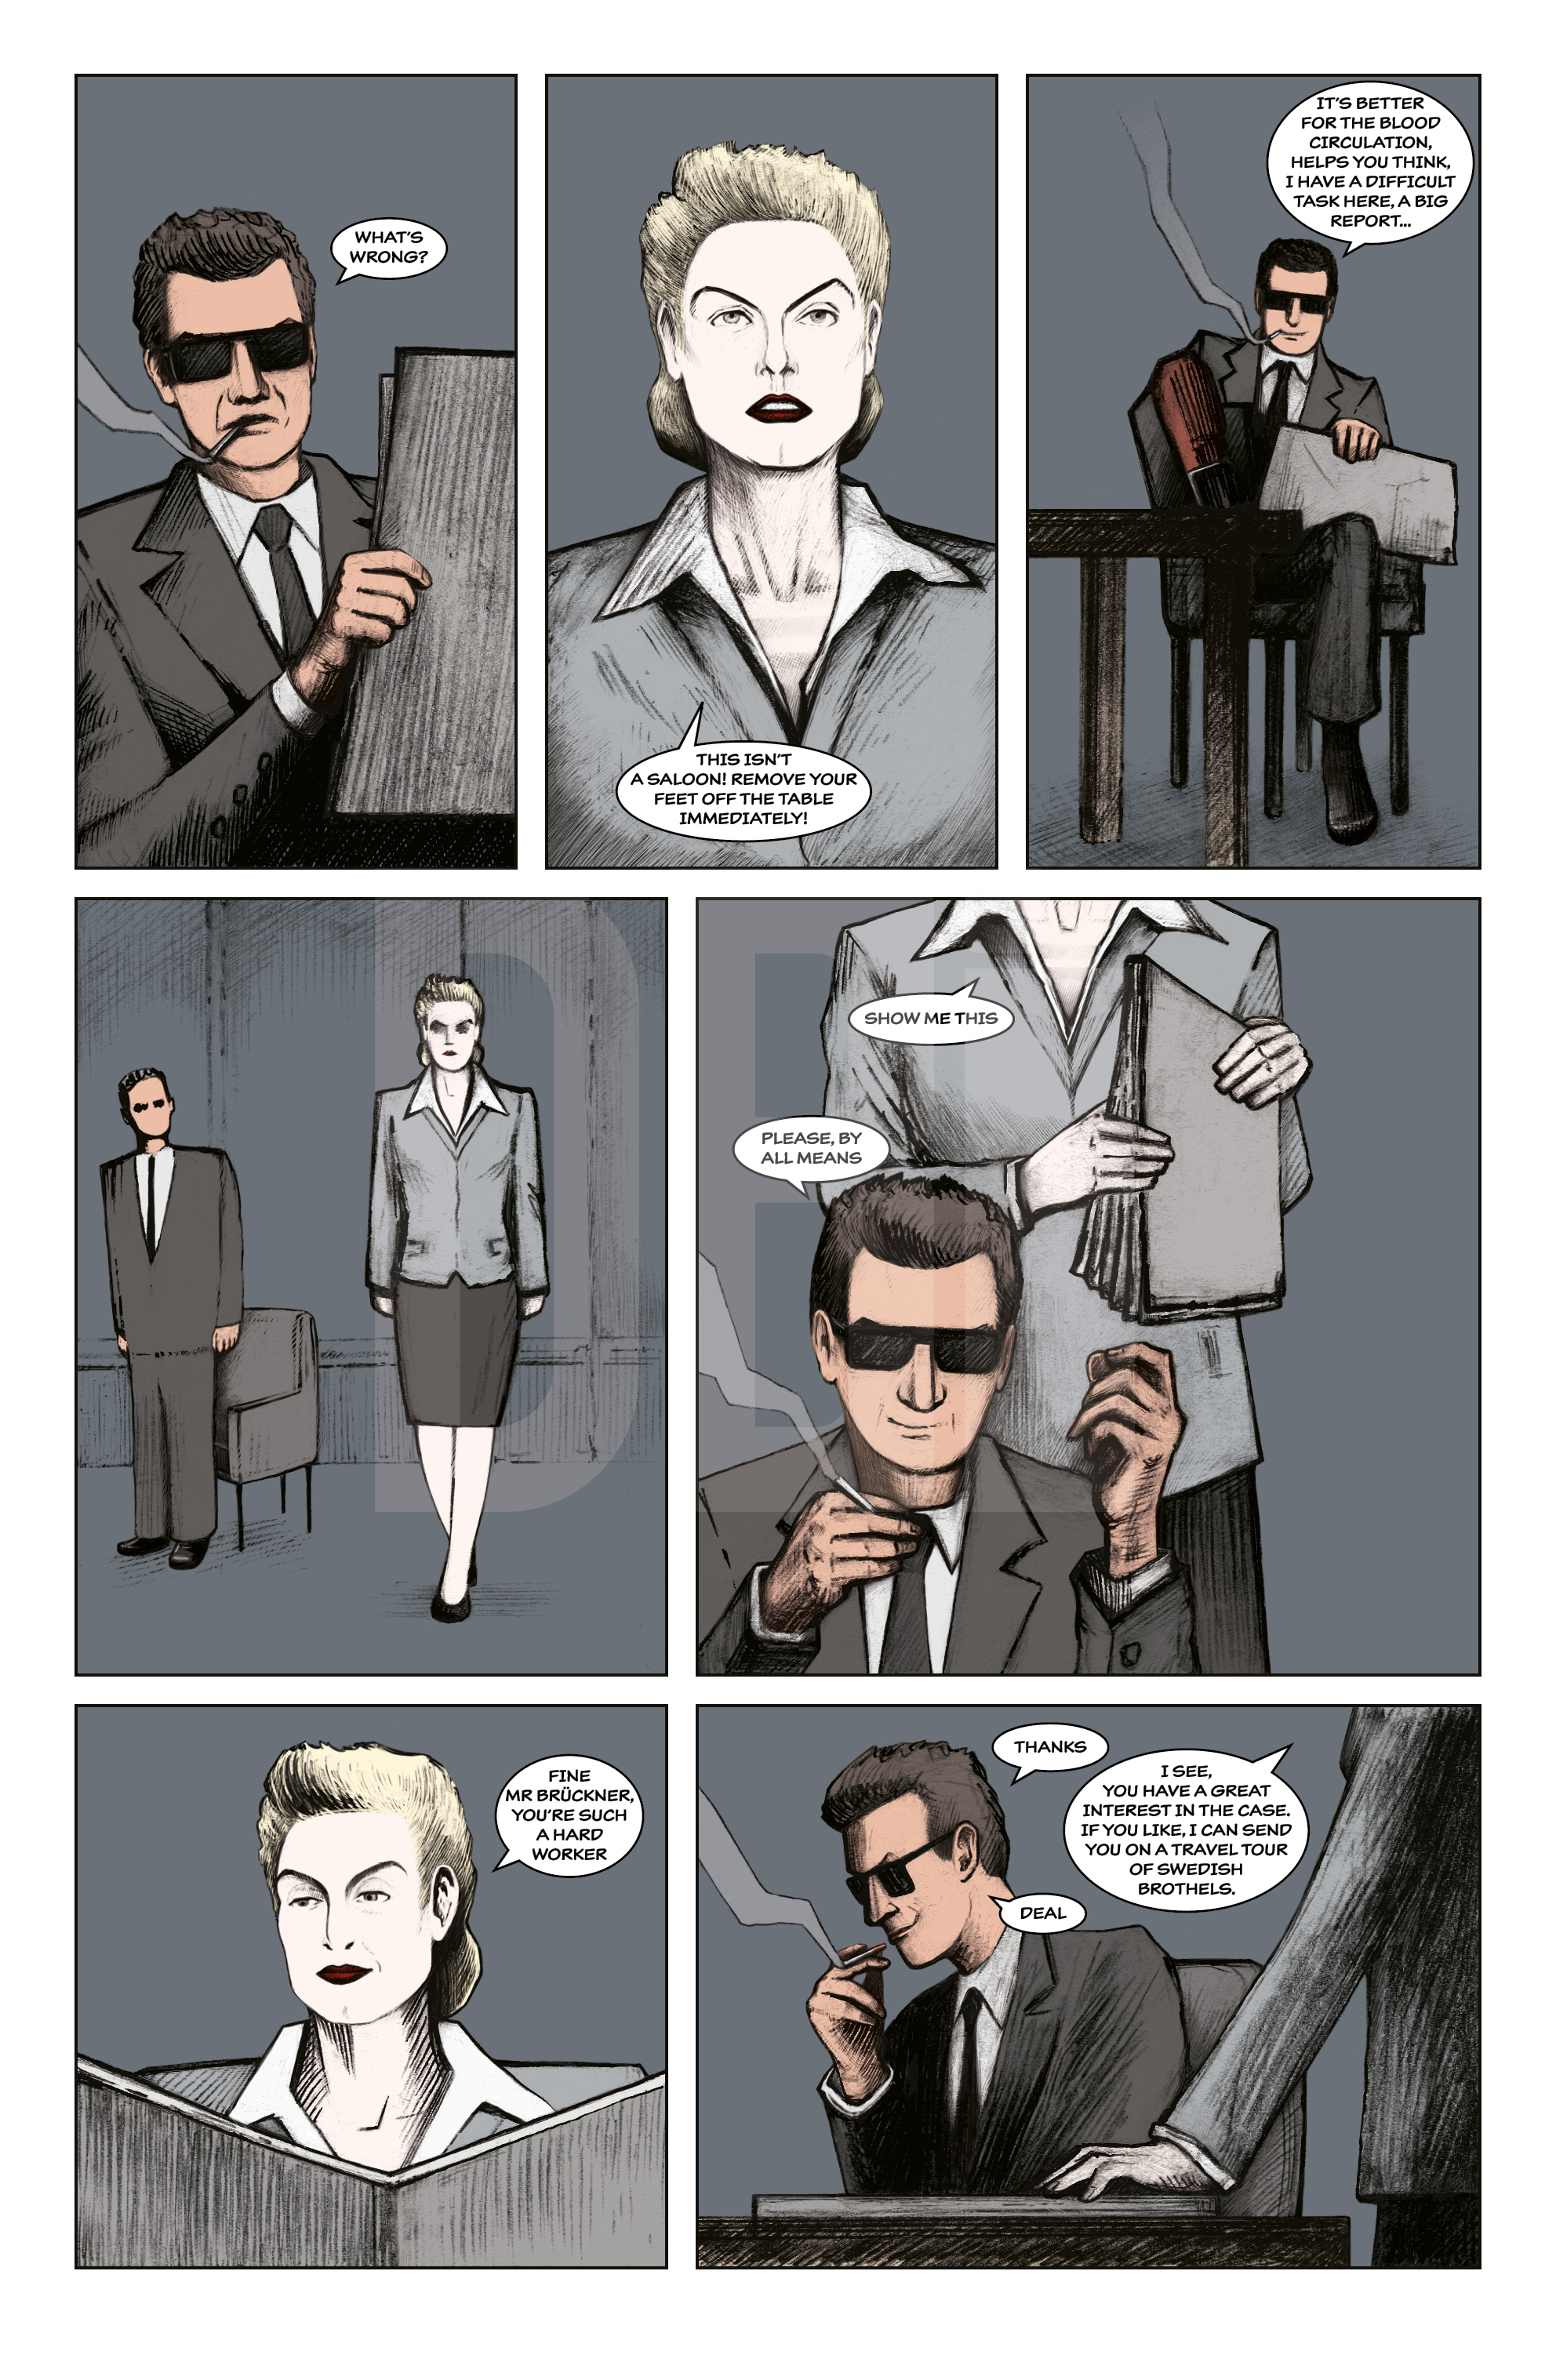 WHAT'S
WRONG?
THIS ISN'T
A SALOON! REMOVE YOUR
FEET OFF THE TABLE
IMMEDIATELY!
IT'S BETTER
FOR THE BLOOD
CIRCULATION,
HELPS YOU THINK,
I HAVE A DIFFICULT
TASK HERE, A BIG
REPORT...
SHOW ME THIS
PLEASE, BY
ALL MEANS
FINE
MR BRÜCKNER,
YOU'RE SUCH
A HARD
WORKER
THANKS
I SEE,
YOU HAVE A GREAT
INTEREST IN THE CASE.
IF YOU LIKE, I CAN SEND
YOU ON A TRAVEL TOUR
OF SWEDISH
BROTHELS.
DEAL